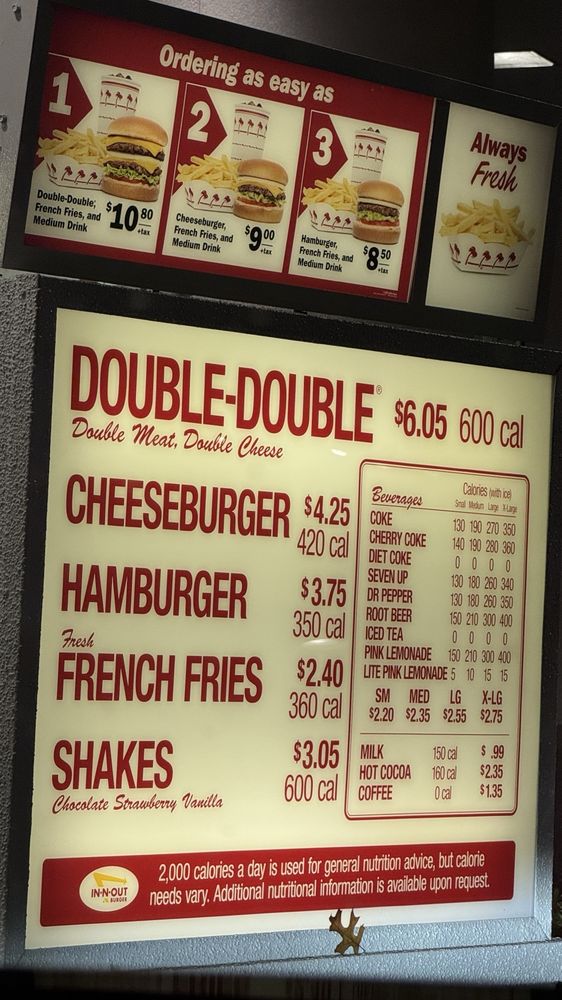 Ordering as easy as
1
Double-Double,
French Fries, and
Medium Drink
$10 80
+tax
2
Cheeseburger,
French Fries, and
Medium Drink
$9 00
+tax
3
Hamburger,
French Fries, and
Medium Drink
$8 50
+tax
Always
Fresh
DOUBLE-DOUBLE® $6.05 600 cal
Double Meat, Double Cheese
CHEESEBURGER $4.25
420 cal
HAMBURGER $3.75
350 cal
Fresh
FRENCH FRIES $2.40
360 cal
SHAKES $3.05
600 cal
Chocolate Strawberry Vanilla
Beverages Calories (with ice)
Small Medium Large X-Large
COKE 130 190 270 350
CHERRY COKE 140 190 280 360
DIET COKE 0 0 0 0
SEVEN UP 130 180 260 340
DR PEPPER 130 180 260 350
ROOT BEER 150 210 300 400
ICED TEA 0 0 0 0
PINK LEMONADE 150 210 300 400
LITE PINK LEMONADE 5 10 15 15
SM MED LG X-LG
$2.20 $2.35 $2.55 $2.75
MILK 150 cal $ .99
HOT COCOA 160 cal $2.35
COFFEE 0 cal $1.35
IN-N-OUT
BURGER
2,000 calories a day is used for general nutrition advice, but calorie
needs vary. Additional nutritional information is available upon request.